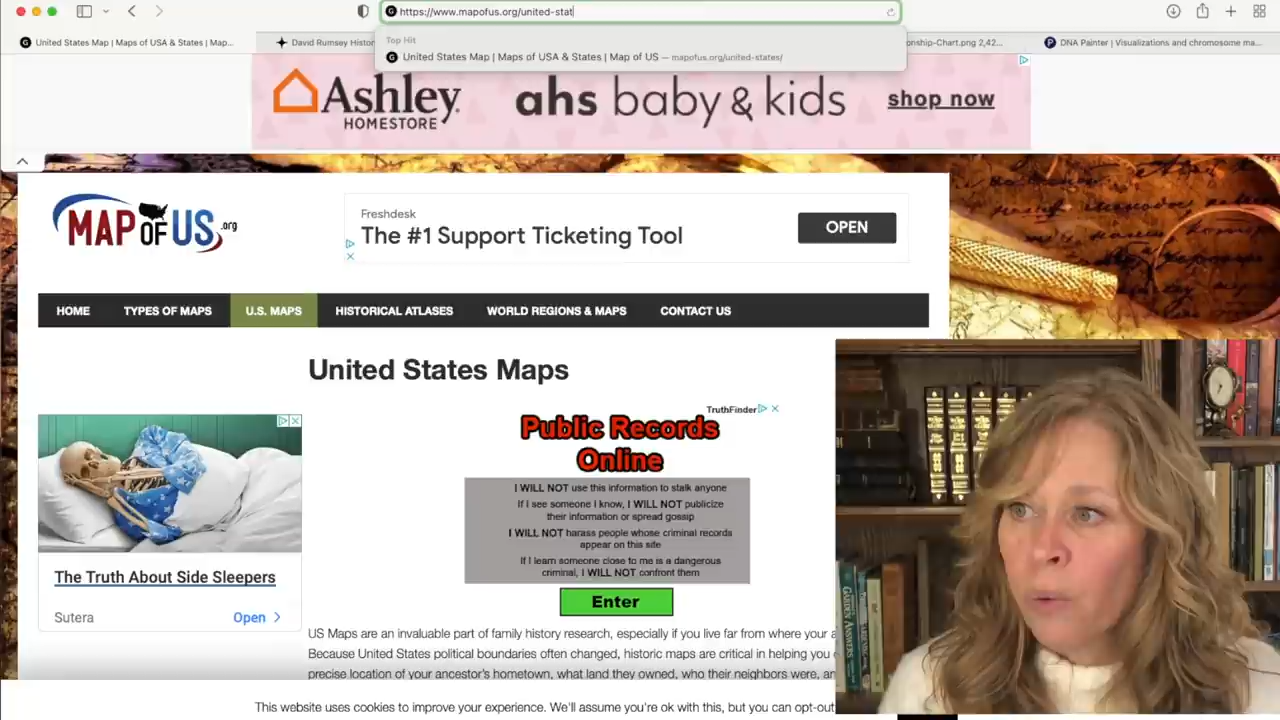 https://www.mapofus.org/united-stat
United States Map | Maps of USA & States | Map...
David Rumsey Histor
Top Hit
United States Map | Maps of USA & States | Map of US — mapofus.org/united-states/
onship-Chart.png 2,42...
DNA Painter | Visualizations and chromosome ma...
Ashley
HOMESTORE
ahs baby & kids
shop now
MAP OF US .org
Freshdesk
The #1 Support Ticketing Tool
OPEN
HOME
TYPES OF MAPS
U.S. MAPS
HISTORICAL ATLASES
WORLD REGIONS & MAPS
CONTACT US
United States Maps
TruthFinder
Public Records
Online
I WILL NOT use this information to stalk anyone
If I see someone I know, I WILL NOT publicize
their information or spread gossip
I WILL NOT harass people whose criminal records
appear on this site
If I learn someone close to me is a dangerous
criminal, I WILL NOT confront them
Enter
The Truth About Side Sleepers
Sutera
Open
US Maps are an invaluable part of family history research, especially if you live far from where your a
Because United States political boundaries often changed, historic maps are critical in helping you
precise location of your ancestor's hometown, what land they owned, who their neighbors were, an
This website uses cookies to improve your experience. We'll assume you're ok with this, but you can opt-out
GARDEN ANSWERS